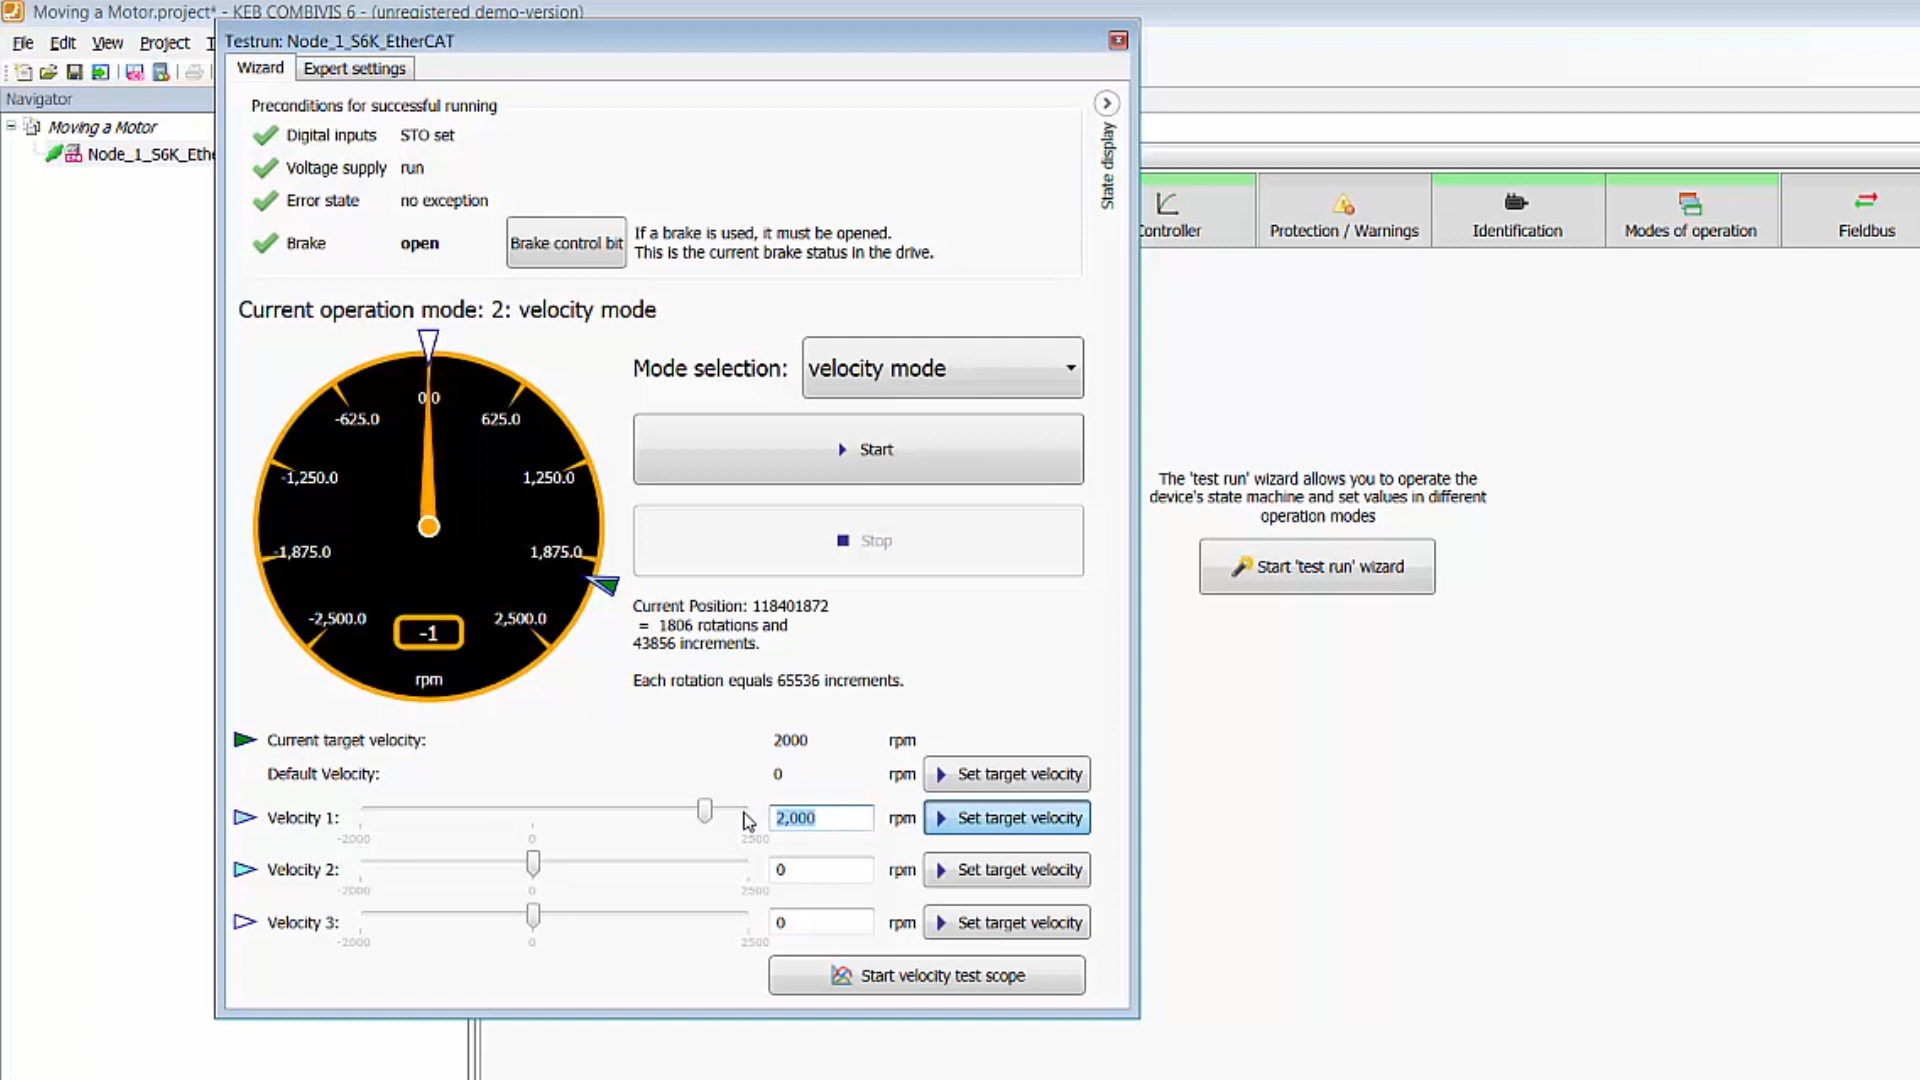 Moving a Motor.project* - KEB COMBIVIS 6 - (unregistered demo-version)
File Edit View Project
Navigator
Moving a Motor
Node_1_S6K_Ethe
Testrun: Node_1_S6K_EtherCAT
Wizard Expert settings
Preconditions for successful running
Digital inputs STO set
Voltage supply run
Error state no exception
Brake open Brake control bit
If a brake is used, it must be opened.
This is the current brake status in the drive.
State display
Current operation mode: 2: velocity mode
0.0
-625.0 625.0
-1,250.0 1,250.0
-1,875.0 1,875.0
-2,500.0 2,500.0
-1
rpm
Mode selection: velocity mode
Start
Stop
Current Position: 118401872
= 1806 rotations and
43856 increments.
Each rotation equals 65536 increments.
Current target velocity: 2000 rpm
Default Velocity: 0 rpm Set target velocity
Velocity 1: 2,000 rpm Set target velocity
-2000 0 2500
Velocity 2: 0 rpm Set target velocity
-2000 0 2500
Velocity 3: 0 rpm Set target velocity
-2000 0 2500
Start velocity test scope
Controller Protection / Warnings Identification Modes of operation Fieldbus
The 'test run' wizard allows you to operate the
device's state machine and set values in different
operation modes
Start 'test run' wizard